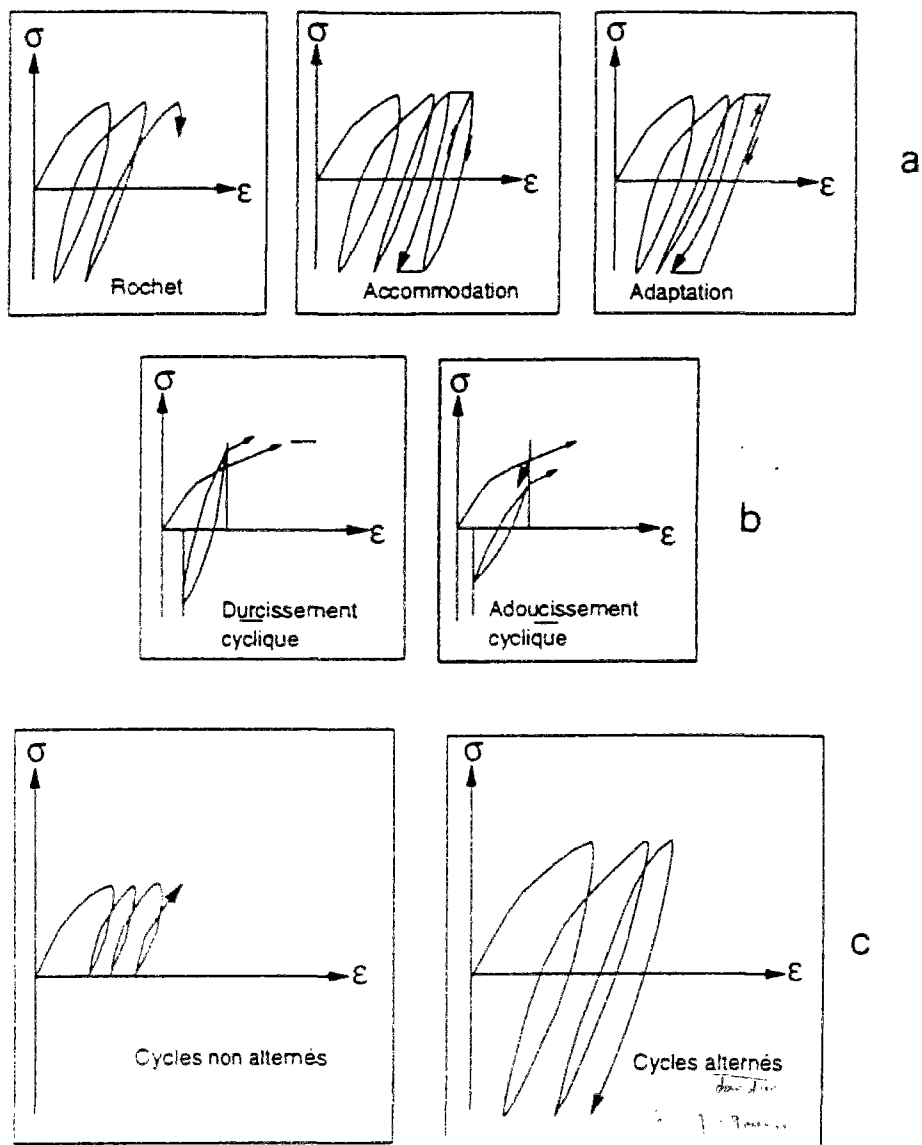 σ
ε
Rochet
σ
ε
Accommodation
σ
ε
Adaptation
a
σ
ε
Durcissement
cyclique
σ
ε
Adoucissement
cyclique
b
σ
ε
Cycles non alternés
σ
ε
Cycles alternés
c